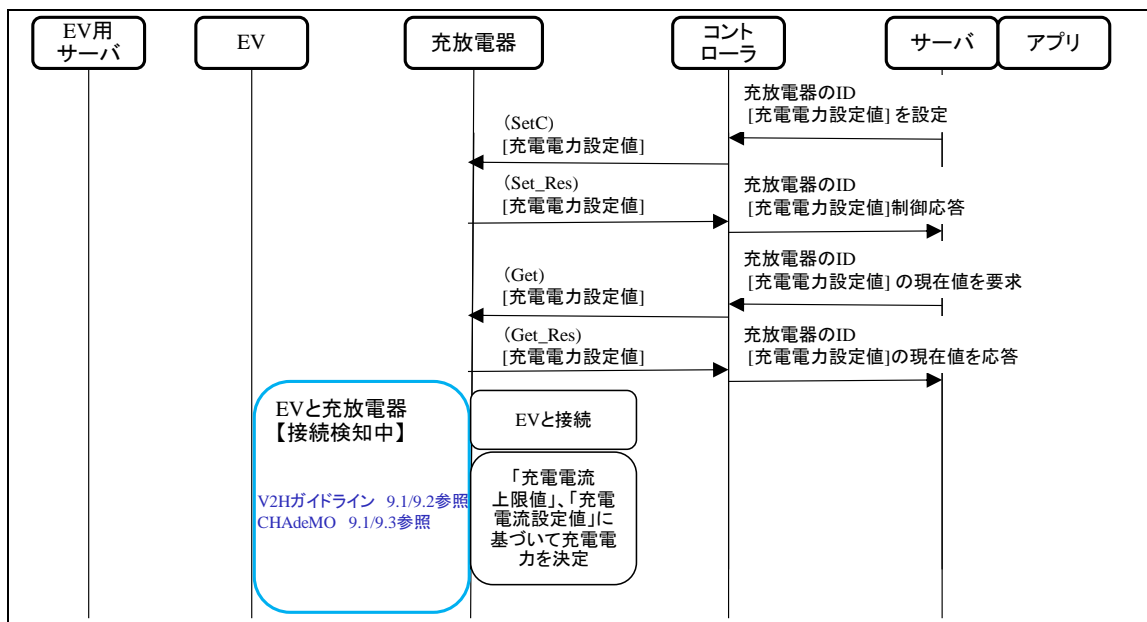 EV用
サーバ
EV
充放電器
コント
ローラ
サーバ
アプリ
充放電器のID
[充電電力設定値] を設定
(SetC)
[充電電力設定値]
(Set_Res)
[充電電力設定値]
充放電器のID
[充電電力設定値]制御応答
充放電器のID
[充電電力設定値] の現在値を要求
(Get)
[充電電力設定値]
(Get_Res)
[充電電力設定値]
充放電器のID
[充電電力設定値]の現在値を応答
EVと充放電器
【接続検知中】
V2Hガイドライン 9.1/9.2参照
CHAdeMO 9.1/9.3参照
EVと接続
「充電電流
上限値」、「充電
電流設定値」に
基づいて充電電
力を決定